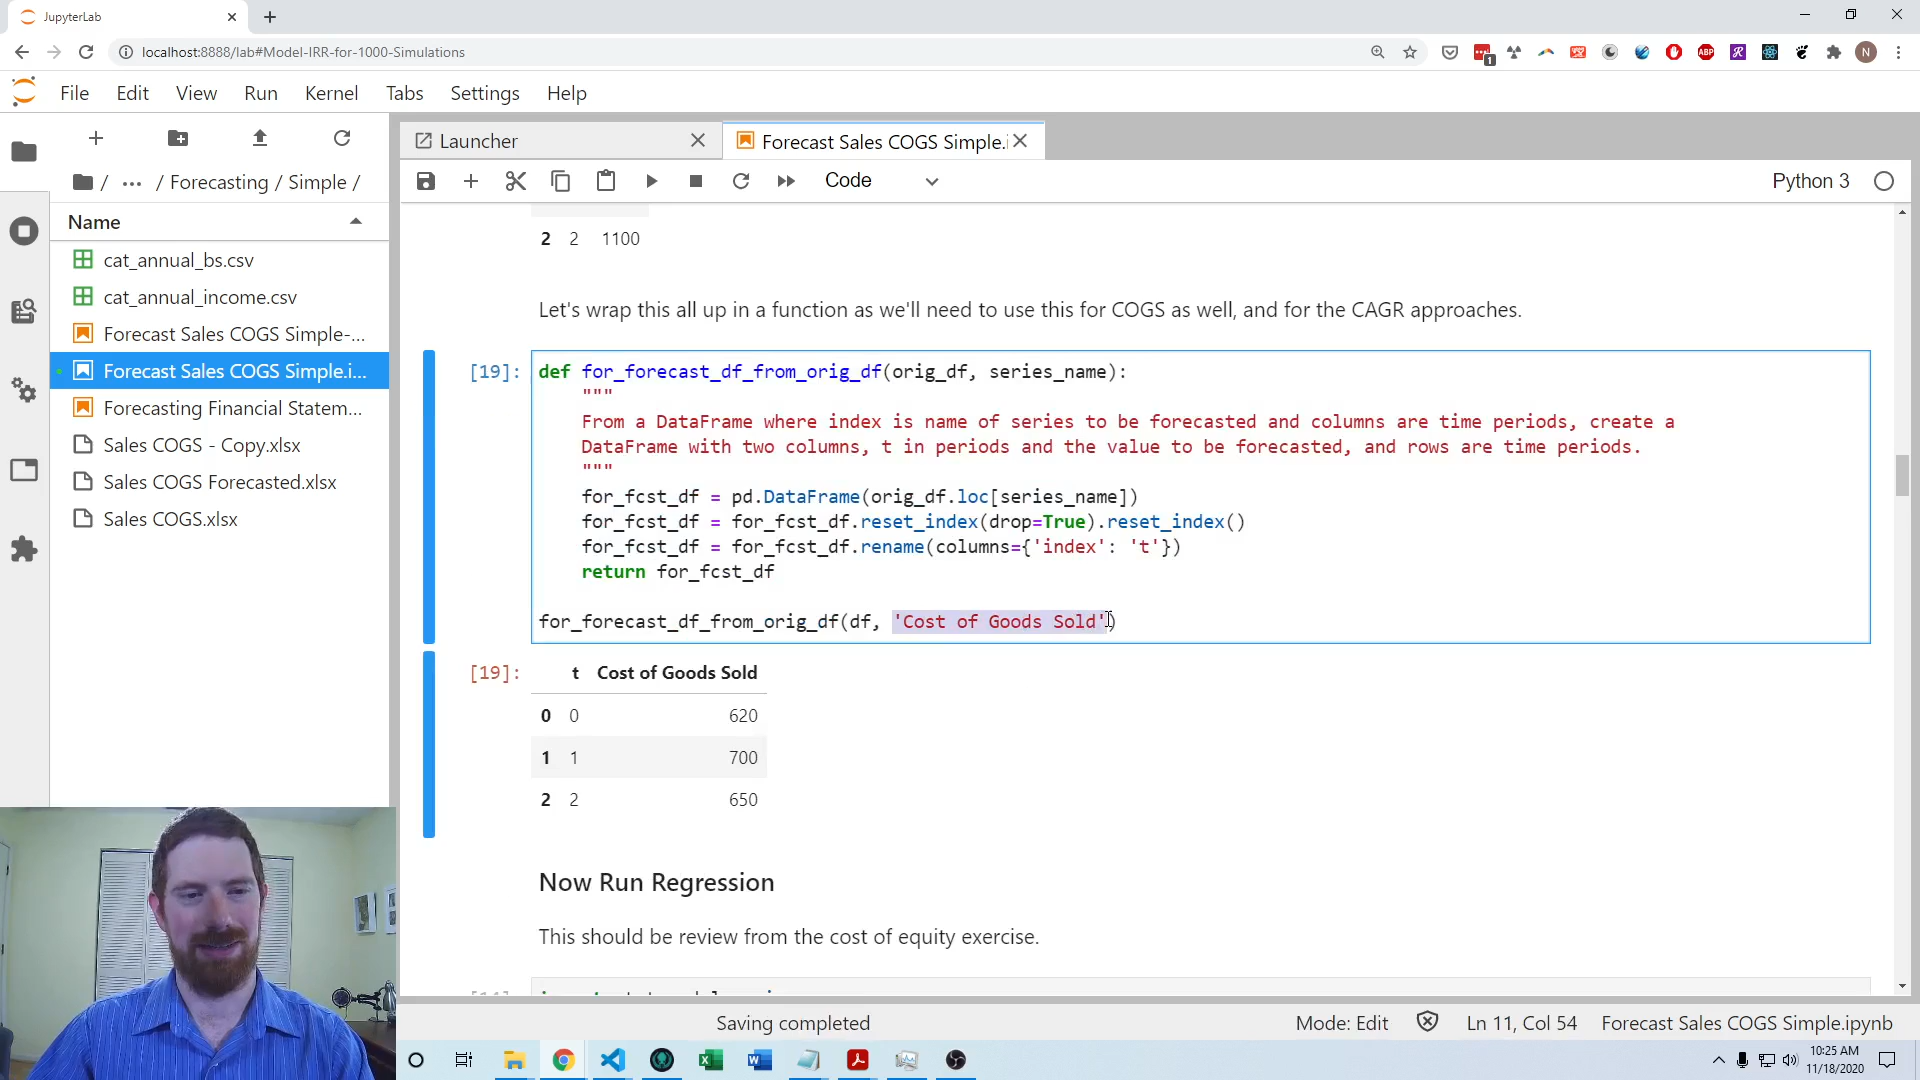 JupyterLab
localhost:8888/lab#Model-IRR-for-1000-Simulations
1
ABP
R
N
File Edit View Run Kernel Tabs Settings Help
/ ... / Forecasting / Simple /
Name
cat_annual_bs.csv
cat_annual_income.csv
Forecast Sales COGS Simple-...
Forecast Sales COGS Simple.i...
Forecasting Financial Statem...
Sales COGS - Copy.xlsx
Sales COGS Forecasted.xlsx
Sales COGS.xlsx
Launcher
Forecast Sales COGS Simple.i
Code
Python 3
2 2 1100
Let's wrap this all up in a function as we'll need to use this for COGS as well, and for the CAGR approaches.
[19]: def for_forecast_df_from_orig_df(orig_df, series_name):
"""
From a DataFrame where index is name of series to be forecasted and columns are time periods, create a
DataFrame with two columns, t in periods and the value to be forecasted, and rows are time periods.
"""
for_fcst_df = pd.DataFrame(orig_df.loc[series_name])
for_fcst_df = for_fcst_df.reset_index(drop=True).reset_index()
for_fcst_df = for_fcst_df.rename(columns={'index': 't'})
return for_fcst_df
for_forecast_df_from_orig_df(df, 'Cost of Goods Sold')
[19]: t Cost of Goods Sold
0 0 620
1 1 700
2 2 650
Now Run Regression
This should be review from the cost of equity exercise.
Saving completed
Mode: Edit
Ln 11, Col 54
Forecast Sales COGS Simple.ipynb
10:25 AM
11/18/2020